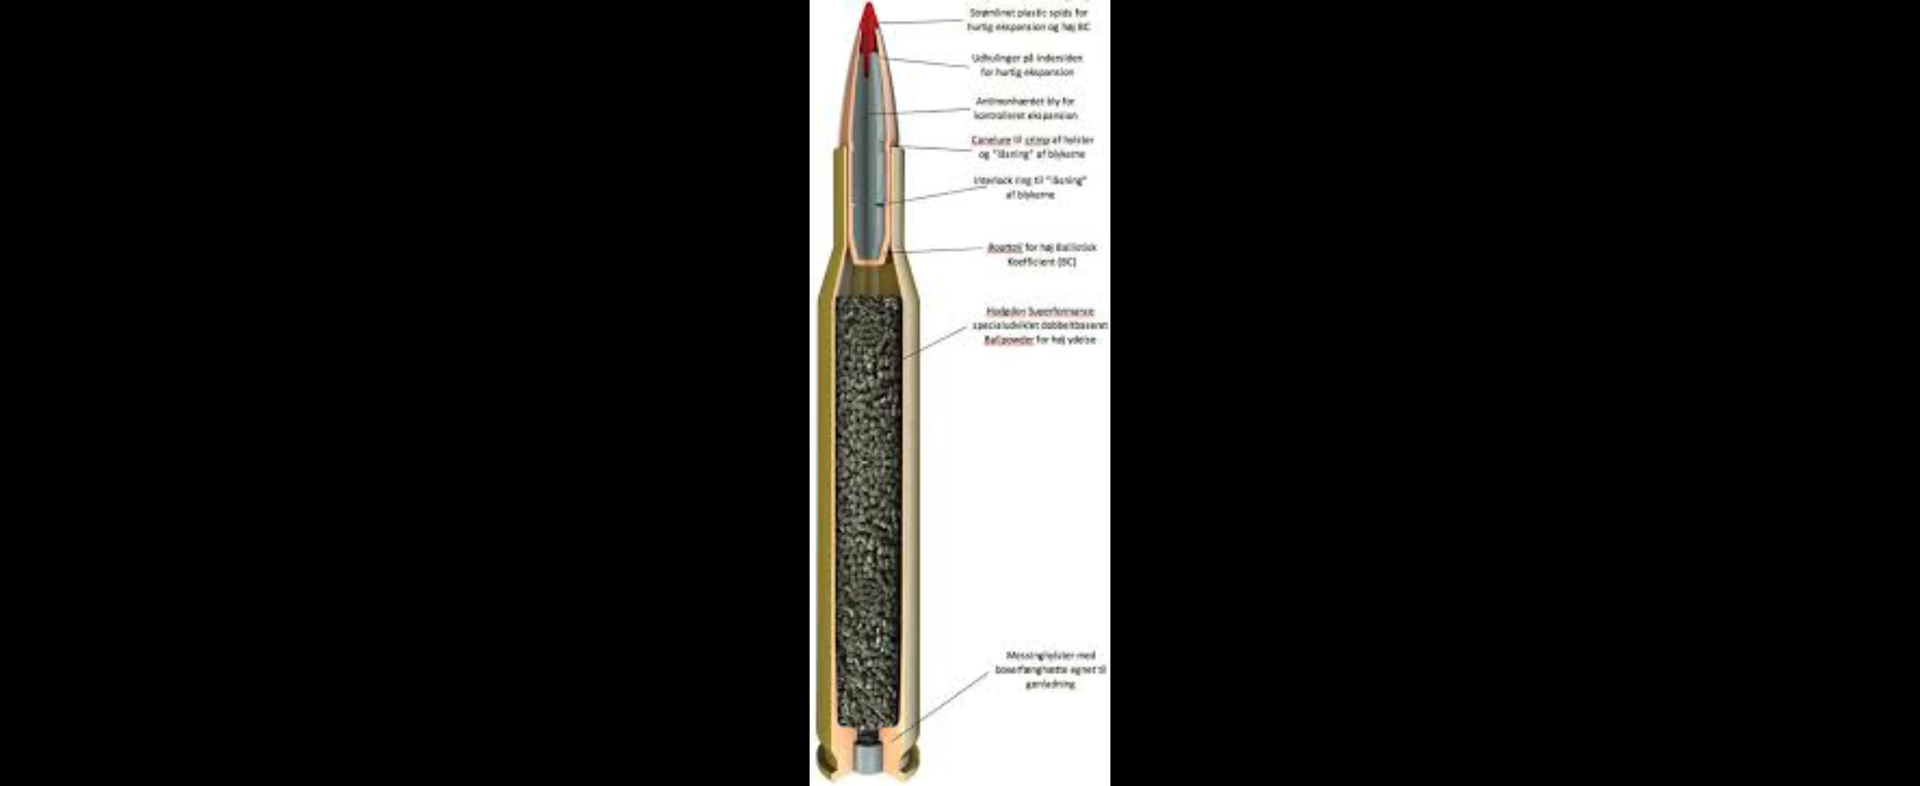 Strømlinet plastic spids for
hurtig ekspansion og høj BC
Udhulinger på indersiden
for hurtig ekspansion
Antimonhærdet bly for
kontrolleret ekspansion
Canelure til crimp af hylster
og "låsning" af blykerne
Interlock ring til "låsning"
af blykerne
Boattail for høj Ballistisk
Koefficient (BC)
Hodgdon Superformance
specialudviklet dobbeltbaseret
Ballpowder for høj ydelse
Messinghylster med
boxerfænghætte egnet til
genladning